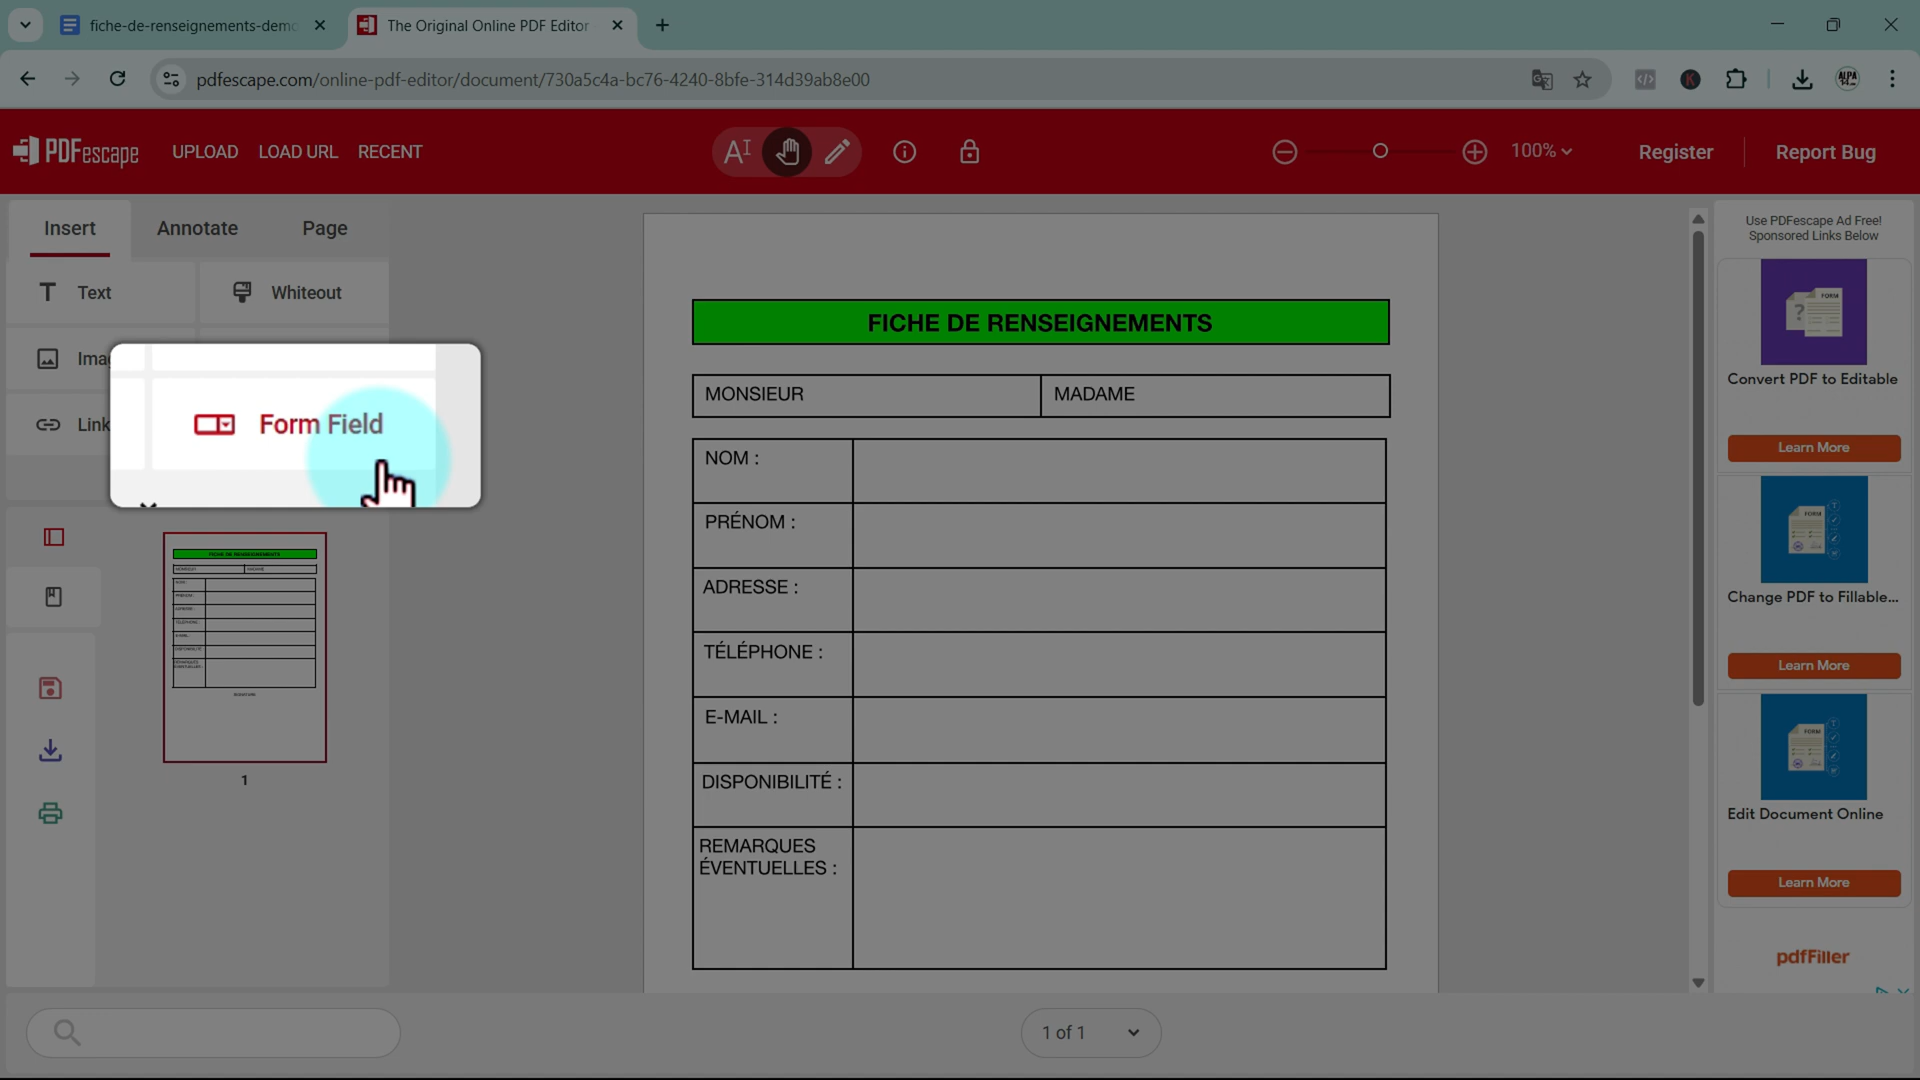 fiche-de-renseignements-demo
The Original Online PDF Editor
pdfescape.com/online-pdf-editor/document/730a5c4a-bc76-4240-8bfe-314d39ab8e00
PDFescape
UPLOAD
LOAD URL
RECENT
100%
Register
Report Bug
Insert
Annotate
Page
Text
Whiteout
Link
Form Field
FICHE DE RENSEIGNEMENTS
MONSIEUR
MADAME
NOM :
PRÉNOM :
ADRESSE :
TÉLÉPHONE :
E-MAIL :
DISPONIBILITÉ :
REMARQUES
ÉVENTUELLES :
1
1 of 1
Use PDFescape Ad Free!
Sponsored Links Below
FORM
Convert PDF to Editable
Learn More
FORM
Change PDF to Fillable...
Learn More
FORM
Edit Document Online
Learn More
pdfFiller